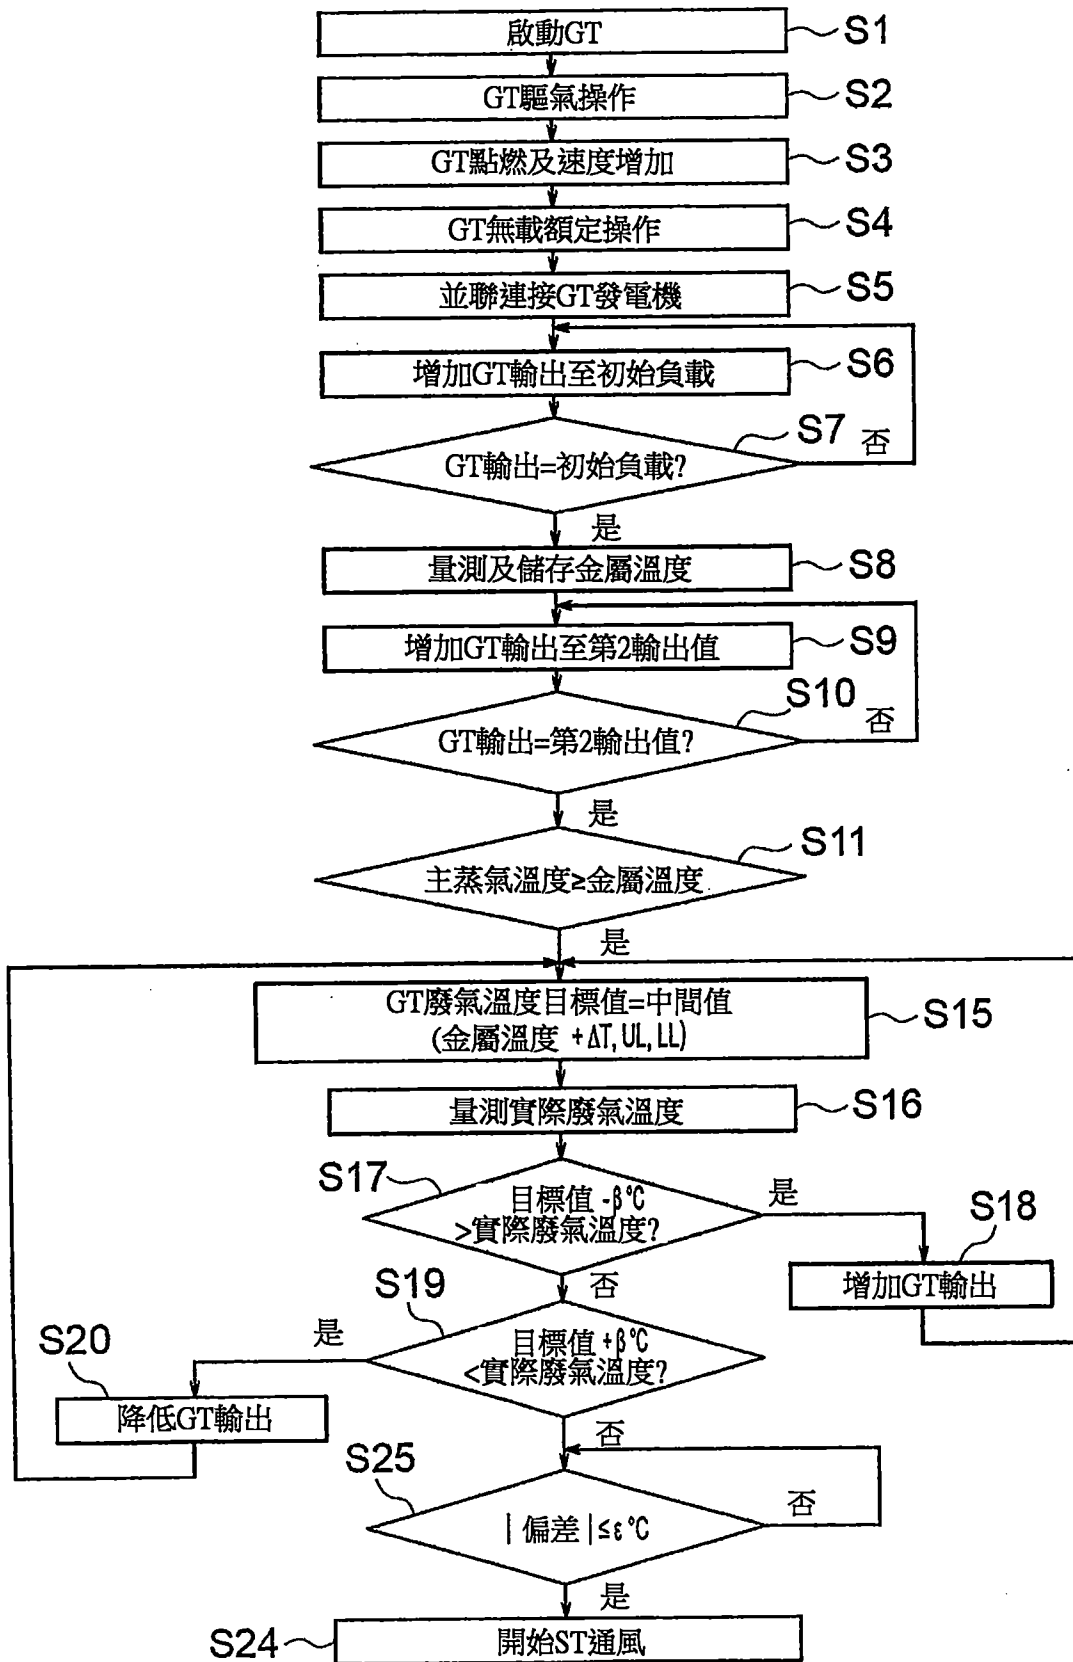 啟動GT
S1
GT驅氣操作
S2
GT點燃及速度增加
S3
GT無載額定操作
S4
並聯連接GT發電機
S5
增加GT輸出至初始負載
S6
S7
否
GT輸出=初始負載?
是
量測及儲存金屬溫度
S8
增加GT輸出至第2輸出值
S9
S10
否
GT輸出=第2輸出值?
是
S11
主蒸氣溫度≥金屬溫度
是
GT廢氣溫度目標值=中間值
(金屬溫度 +ΔT, UL, LL)
S15
量測實際廢氣溫度
S16
S17
目標值 -β°C
>實際廢氣溫度?
是
S18
增加GT輸出
否
S19
目標值 +β°C
<實際廢氣溫度?
是
S20
降低GT輸出
否
S25
|偏差|≤ε°C
否
是
S24
開始ST通風